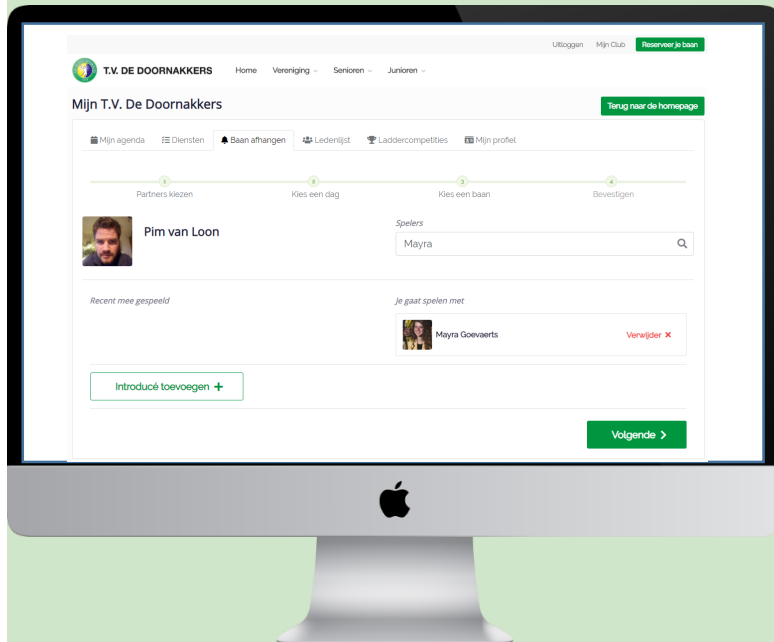 Uitloggen Mijn Club Reserveer je baan
T.V. DE DOORNAKKERS Home Vereniging Senioren Junioren
Mijn T.V. De Doornakkers Terug naar de homepage
Mijn agenda Diensten Baan afhangen Ledenlijst Laddercompetities Mijn profiel
1 2 3 4
Partners kiezen Kies een dag Kies een baan Bevestigen
Pim van Loon
Spelers
Mayra
Recent mee gespeeld Je gaat spelen met
Mayra Goevaerts Verwijder
Introducé toevoegen +
Volgende